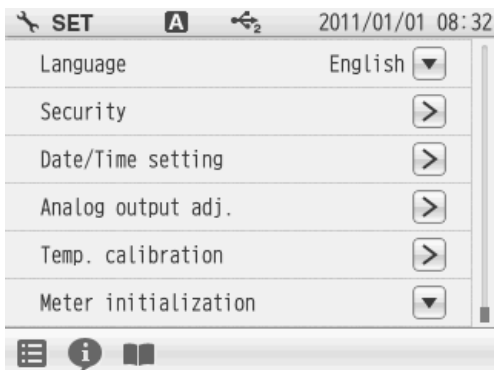 SET A 2 2011/01/01 08:32
Language English
Security
Date/Time setting
Analog output adj.
Temp. calibration
Meter initialization